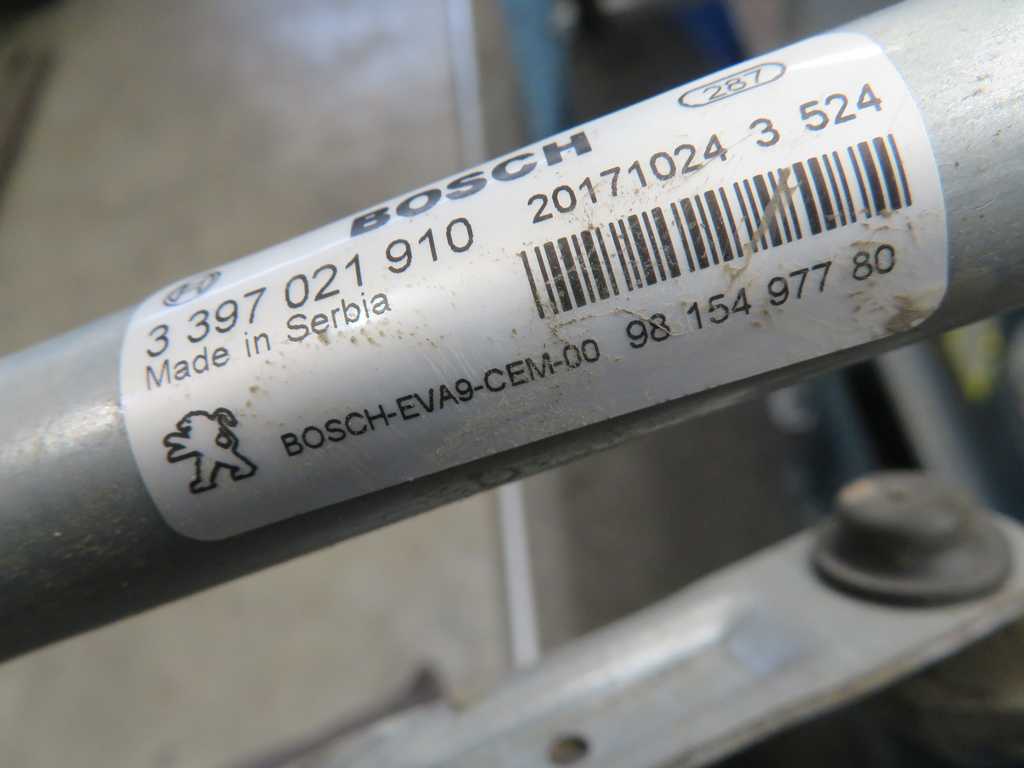 287
BOSCH
20171024 3 524
3 397 021 910
Made in Serbia
BOSCH-EVA9-CEM-00 98 154 977 80